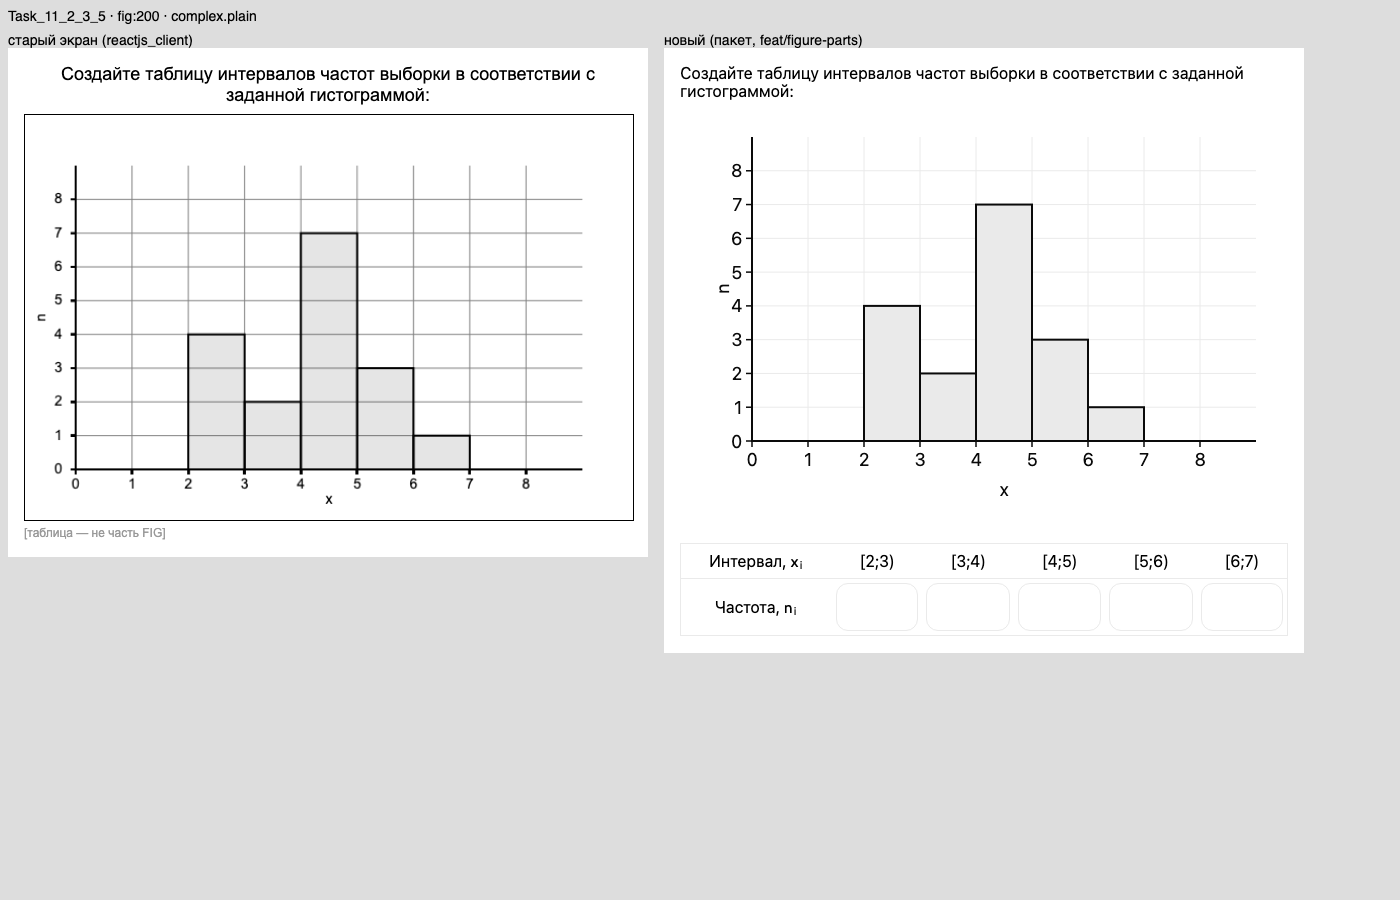 Task_11_2_3_5 · fig:200 · complex.plain
старый экран (reactjs_client)
Создайте таблицу интервалов частот выборки в соответствии с
заданной гистограммой:
8
7
6
5
n
4
3
2
1
0
0 1 2 3 4 5 6 7 8
x
[таблица — не часть FIG]
новый (пакет, feat/figure-parts)
Создайте таблицу интервалов частот выборки в соответствии с заданной
гистограммой:
8
7
6
5
n
4
3
2
1
0
0 1 2 3 4 5 6 7 8
x
Интервал, xᵢ [2;3) [3;4) [4;5) [5;6) [6;7)
Частота, nᵢ